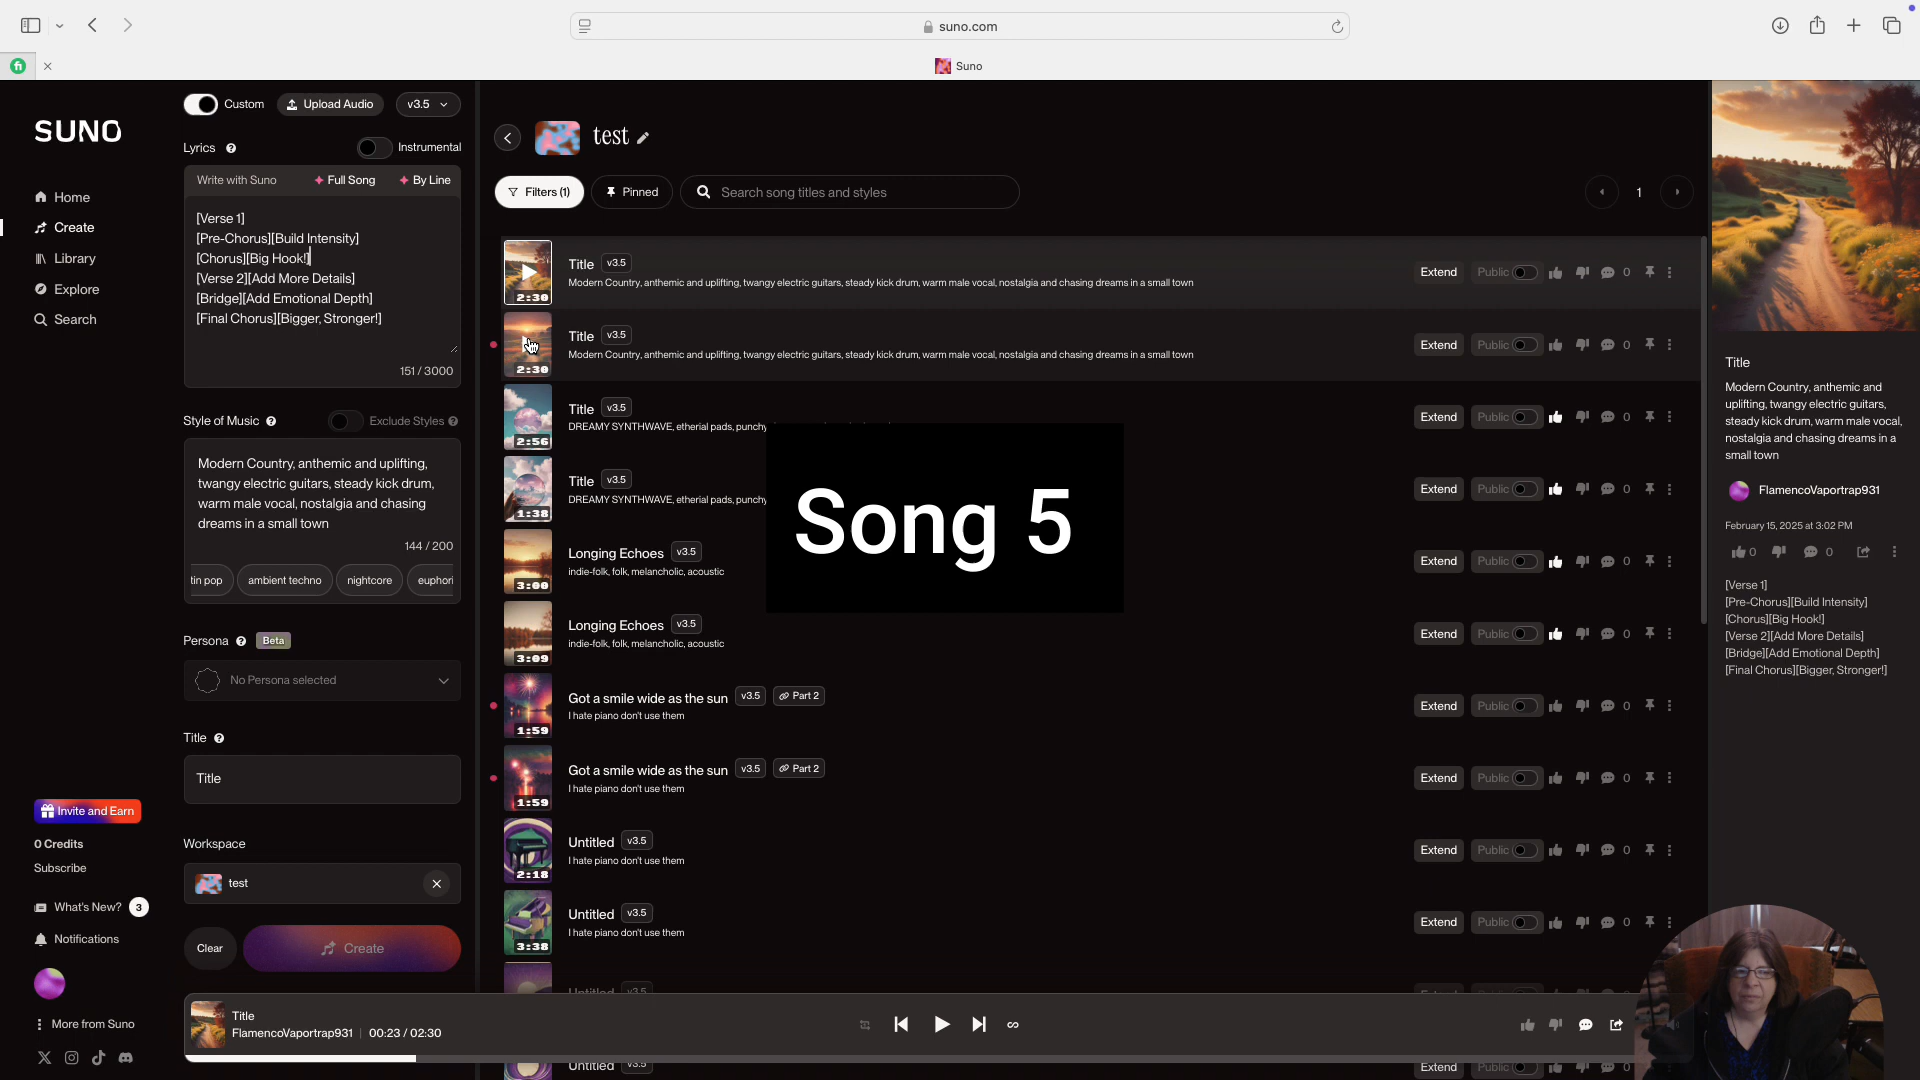 suno.com
Suno
SUNO
Home
Create
Library
Explore
Search
Invite and Earn
0 Credits
Subscribe
What's New? 3
Notifications
More from Suno
Custom
Upload Audio
v3.5
Lyrics
Instrumental
Write with Suno
Full Song
By Line
[Verse 1]
[Pre-Chorus][Build Intensity]
[Chorus][Big Hook!]
[Verse 2][Add More Details]
[Bridge][Add Emotional Depth]
[Final Chorus][Bigger, Stronger!]
151 / 3000
Style of Music
Exclude Styles
Modern Country, anthemic and uplifting,
twangy electric guitars, steady kick drum,
warm male vocal, nostalgia and chasing
dreams in a small town
144 / 200
tin pop
ambient techno
nightcore
euphori
Persona
Beta
No Persona selected
Title
Title
Workspace
test
Clear
Create
test
Filters (1)
Pinned
Search song titles and styles
1
2:30
Title v3.5
Modern Country, anthemic and uplifting, twangy electric guitars, steady kick drum, warm male vocal, nostalgia and chasing dreams in a small town
Extend Public 0
2:30
Title v3.5
Modern Country, anthemic and uplifting, twangy electric guitars, steady kick drum, warm male vocal, nostalgia and chasing dreams in a small town
Extend Public 0
2:56
Title v3.5
DREAMY SYNTHWAVE, etherial pads, punchy
Extend Public 0
1:38
Title v3.5
DREAMY SYNTHWAVE, etherial pads, punchy
Extend Public 0
Song 5
3:00
Longing Echoes v3.5
indie-folk, folk, melancholic, acoustic
Extend Public 0
3:09
Longing Echoes v3.5
indie-folk, folk, melancholic, acoustic
Extend Public 0
1:59
Got a smile wide as the sun v3.5 Part 2
I hate piano don't use them
Extend Public 0
1:59
Got a smile wide as the sun v3.5 Part 2
I hate piano don't use them
Extend Public 0
2:18
Untitled v3.5
I hate piano don't use them
Extend Public 0
3:38
Untitled v3.5
I hate piano don't use them
Extend Public 0
Untitled v3.5
Untitled v3.5
Extend Public 0
Title
FlamencoVaportrap931 | 00:23 / 02:30
Title
Modern Country, anthemic and
uplifting, twangy electric guitars,
steady kick drum, warm male vocal,
nostalgia and chasing dreams in a
small town
FlamencoVaportrap931
February 15, 2025 at 3:02 PM
0 0
[Verse 1]
[Pre-Chorus][Build Intensity]
[Chorus][Big Hook!]
[Verse 2][Add More Details]
[Bridge][Add Emotional Depth]
[Final Chorus][Bigger, Stronger!]